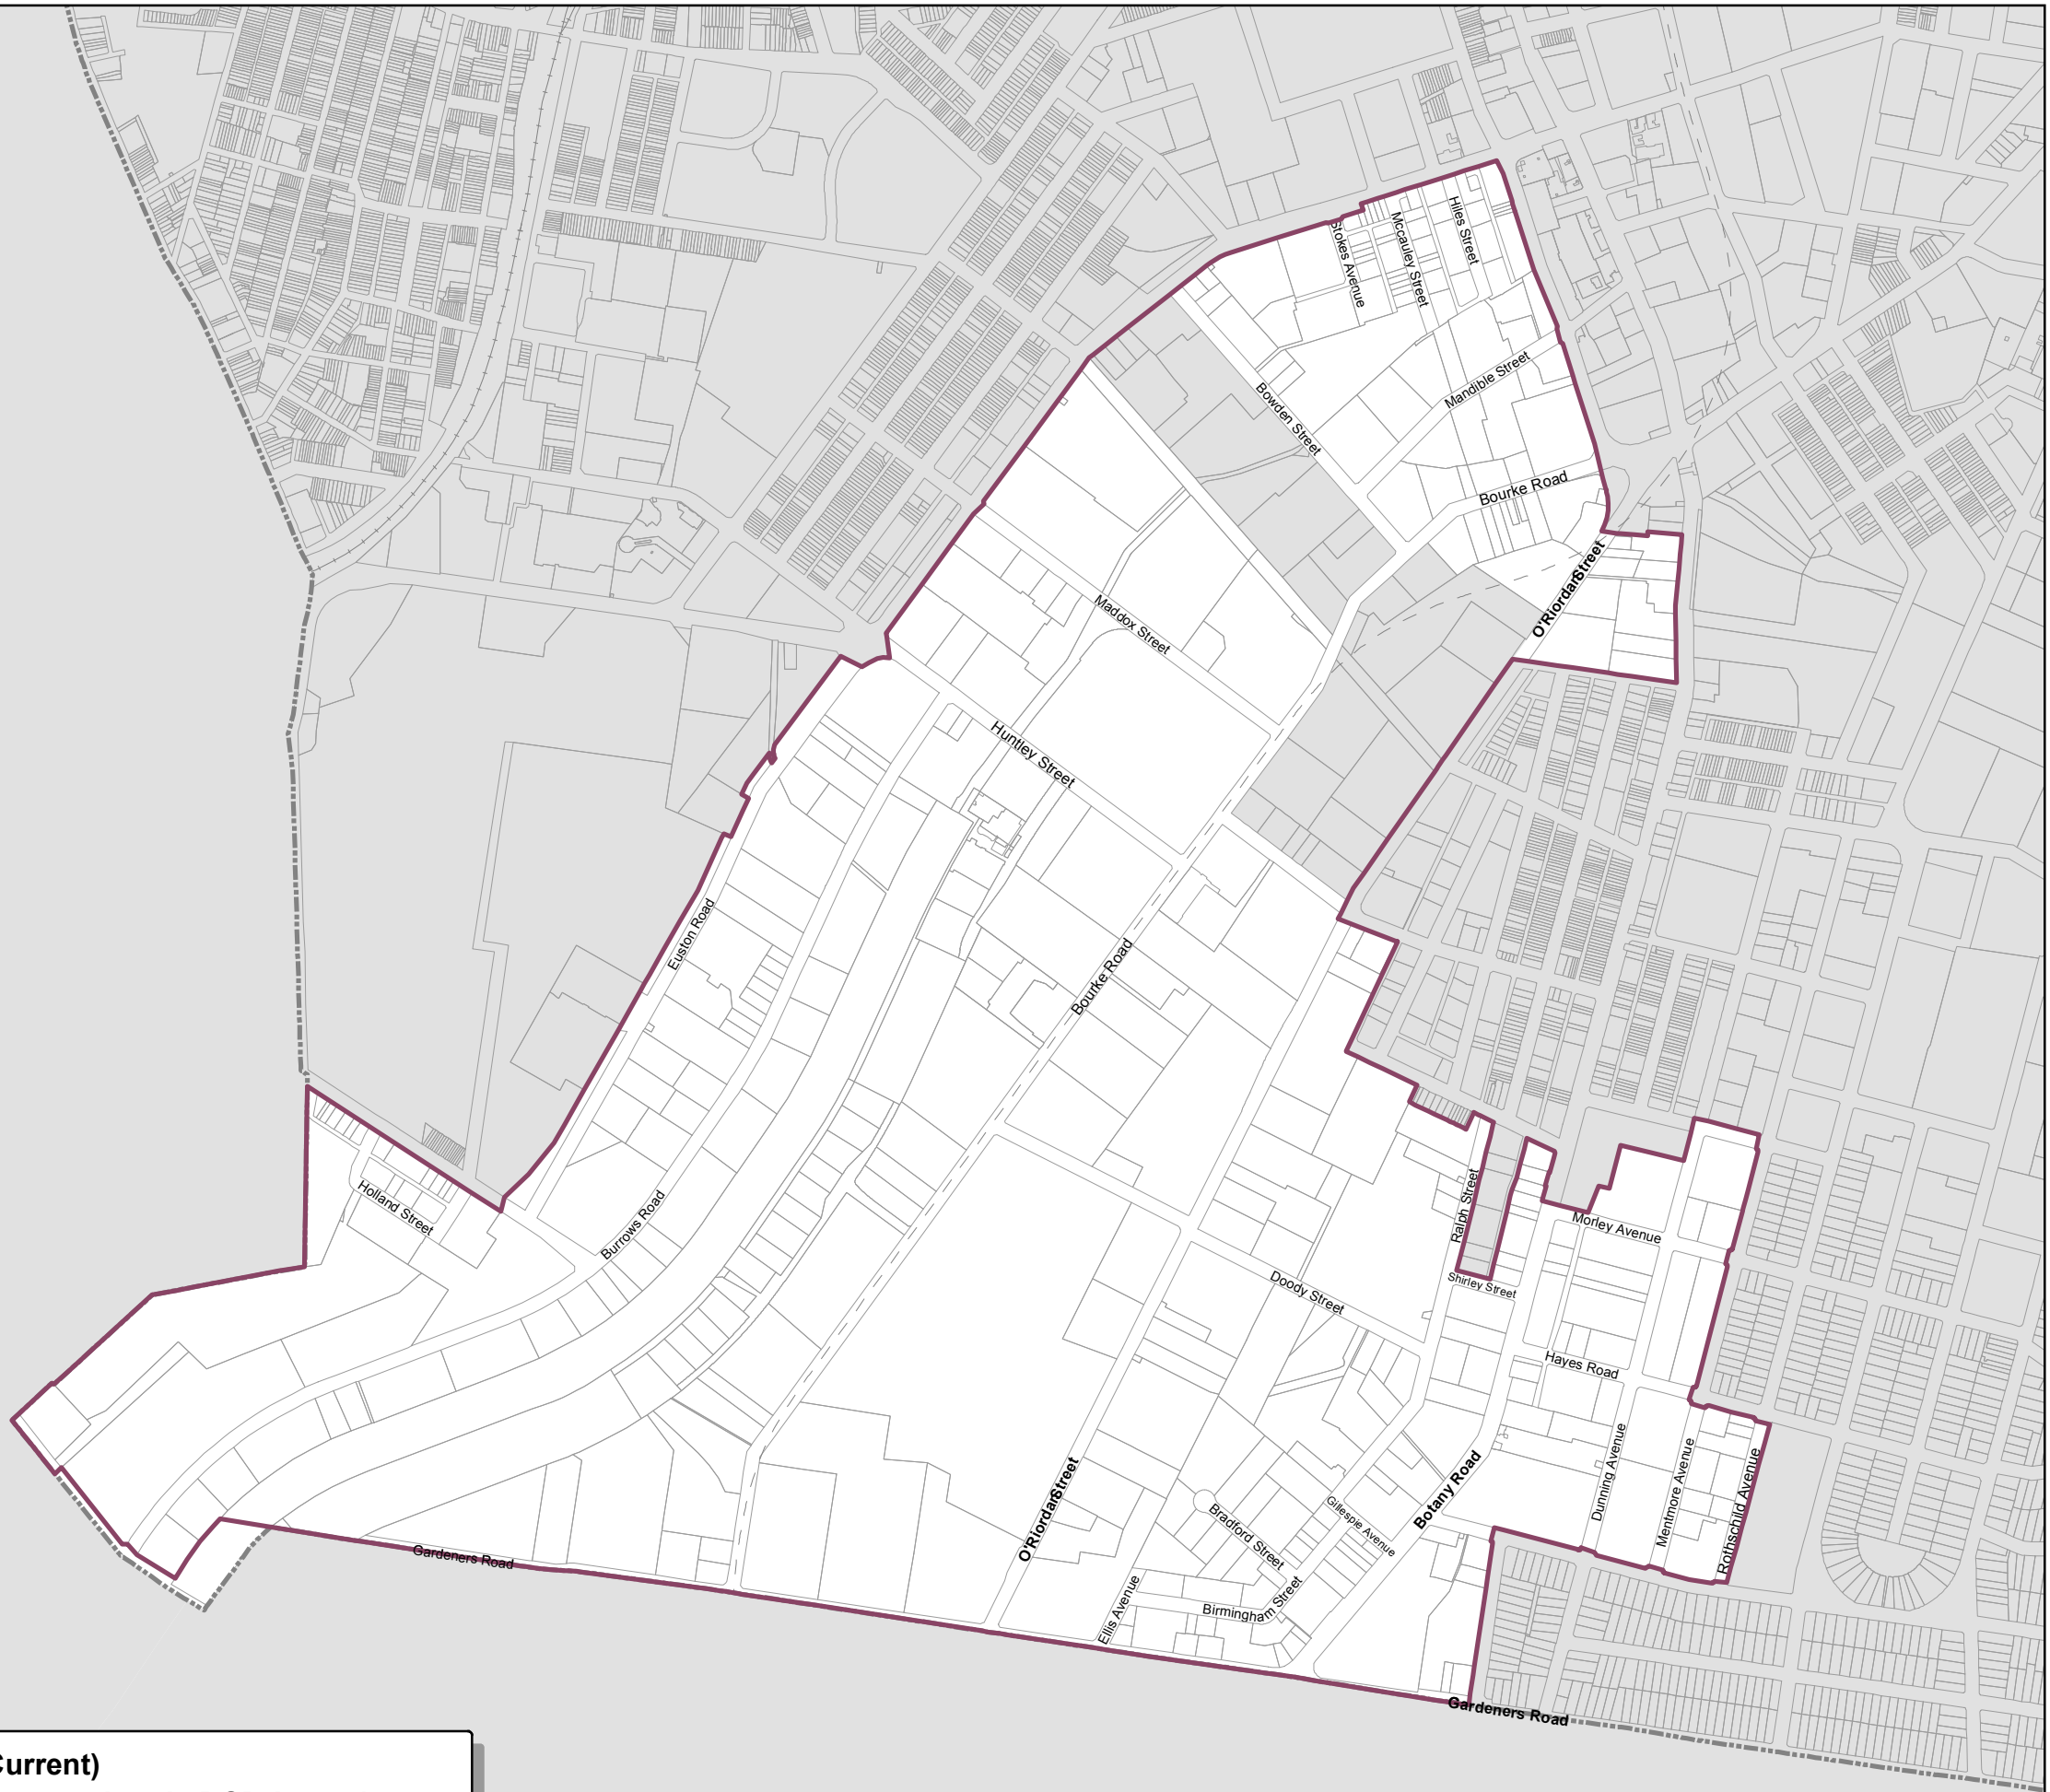 Hiles Street
Mccauley Street
Stokes Avenue
Mandible Street
Bowden Street
Bourke Road
O'Riordan Street
Maddox Street
Huntley Street
Euston Road
Bourke Road
Holland Street
Burrows Road
Ralph Street
Morley Avenue
Shirley Street
Doody Street
Hayes Road
Dunning Avenue
Mentmore Avenue
Rothschild Avenue
Botany Road
O'Riordan Street
Gillespie Avenue
Bradford Street
Birmingham Street
Ellis Avenue
Gardeners Road
Gardeners Road
Current)